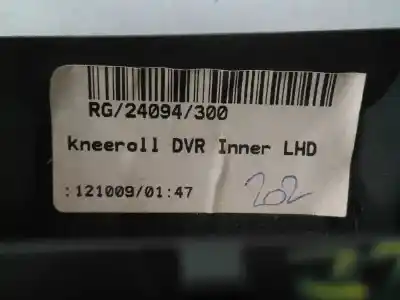 RG/24094/300
kneeroll DVR Inner LHD
:121009/01:47
202